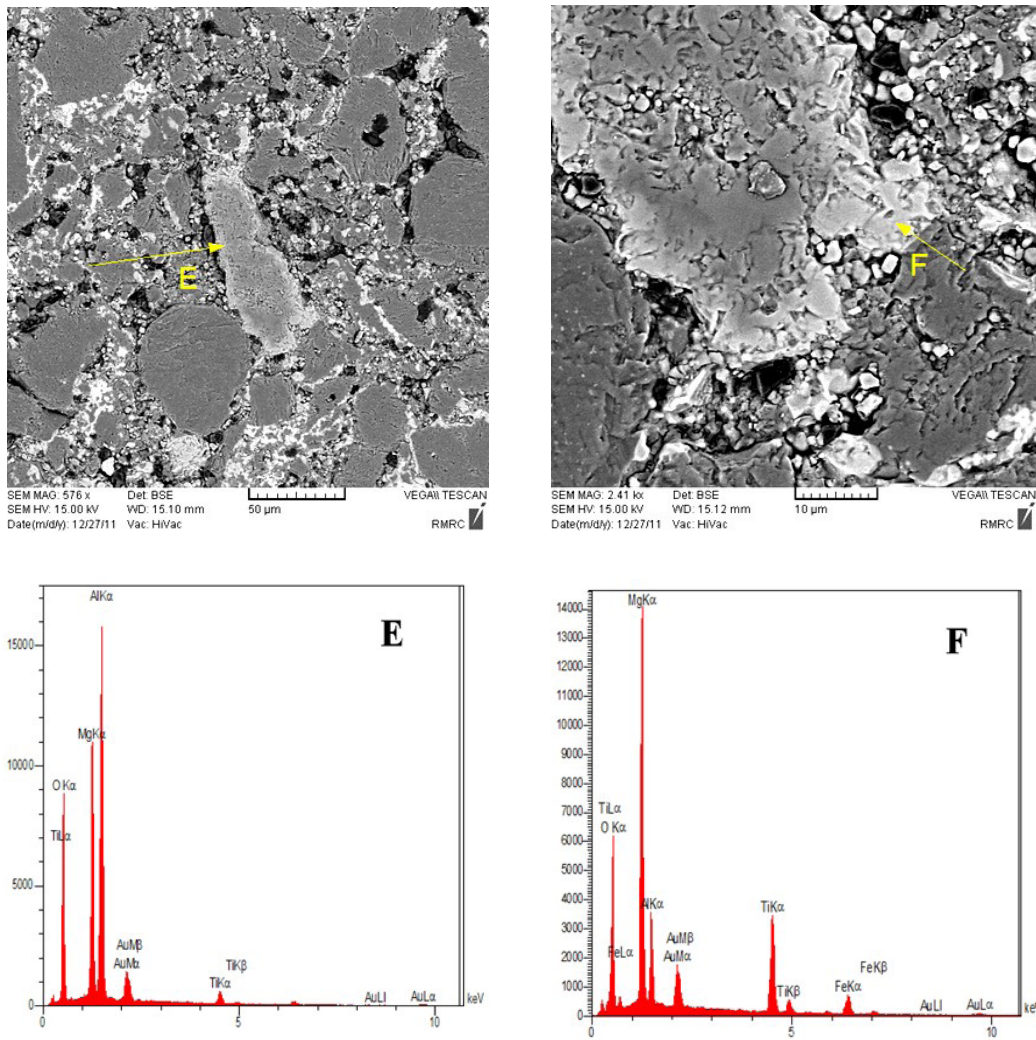 E
SEM MAG: 576 x Det: BSE
SEM HV: 15.00 kV WD: 15.10 mm
Date(m/d/y): 12/27/11 Vac: HiVac
50 µm
VEGA\\ TESCAN
RMRC
F
SEM MAG: 2.41 kx Det: BSE
SEM HV: 15.00 kV WD: 15.12 mm
Date(m/d/y): 12/27/11 Vac: HiVac
10 µm
VEGA\\ TESCAN
RMRC
E
AlKα
MgKα
O Kα
TiLα
AuMβ
AuMα
TiKβ
TiKα
AuLl
AuLα
keV
15000
10000
5000
0
0 5 10
F
MgKα
TiLα
O Kα
FeLα
AlKα
AuMβ
AuMα
TiKα
TiKβ
FeKβ
FeKα
AuLl
AuLα
keV
14000
13000
12000
11000
10000
9000
8000
7000
6000
5000
4000
3000
2000
1000
0
0 5 10